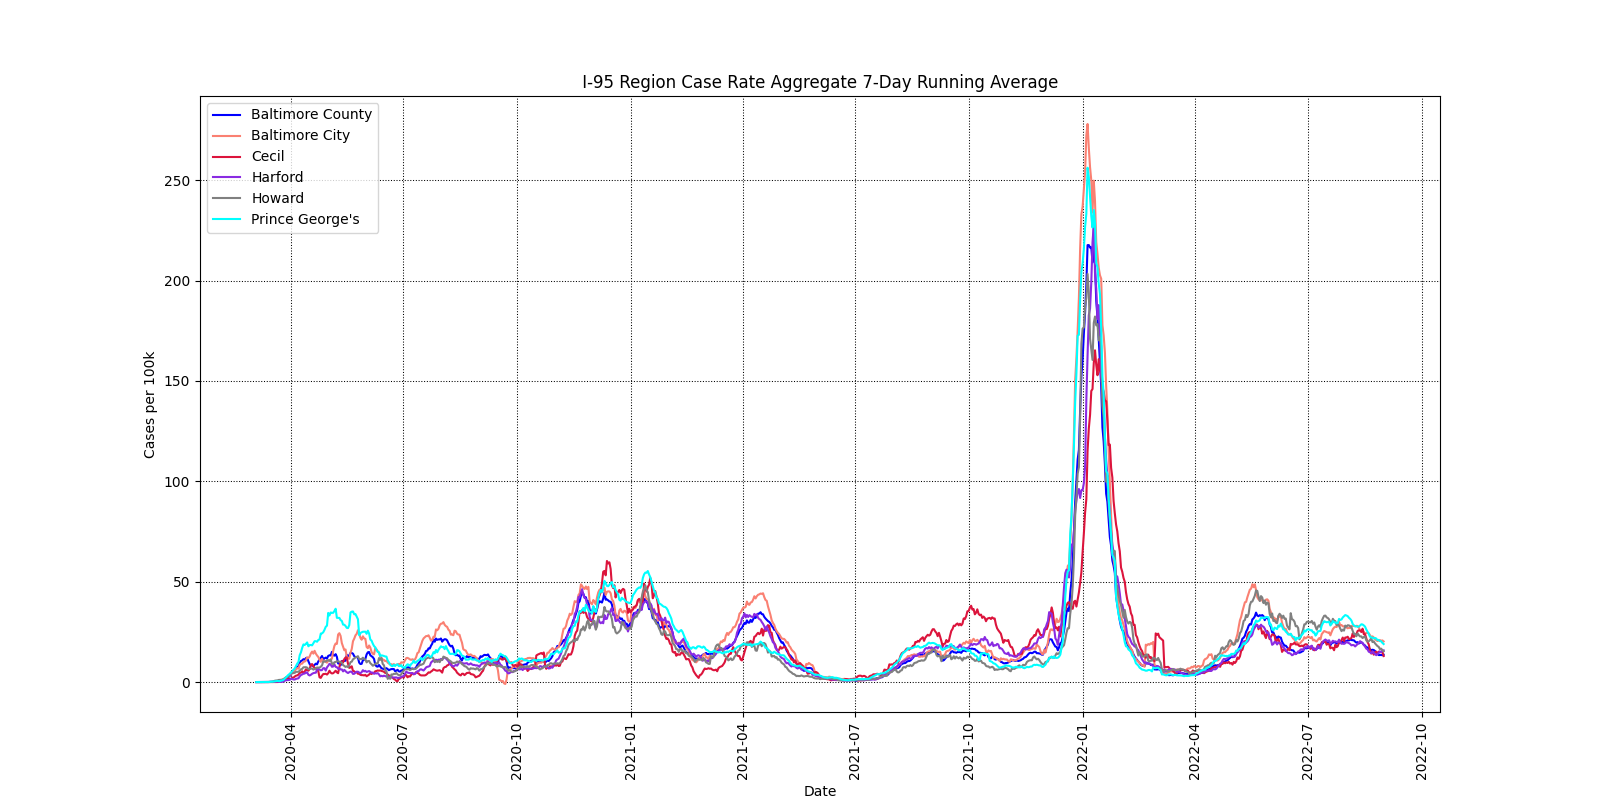 I-95 Region Case Rate Aggregate 7-Day Running Average
Baltimore County
Baltimore City
Cecil
Harford
Howard
Prince George's
Cases per 100k
250
200
150
100
50
0
2020-04
2020-07
2020-10
2021-01
2021-04
2021-07
2021-10
2022-01
2022-04
2022-07
2022-10
Date